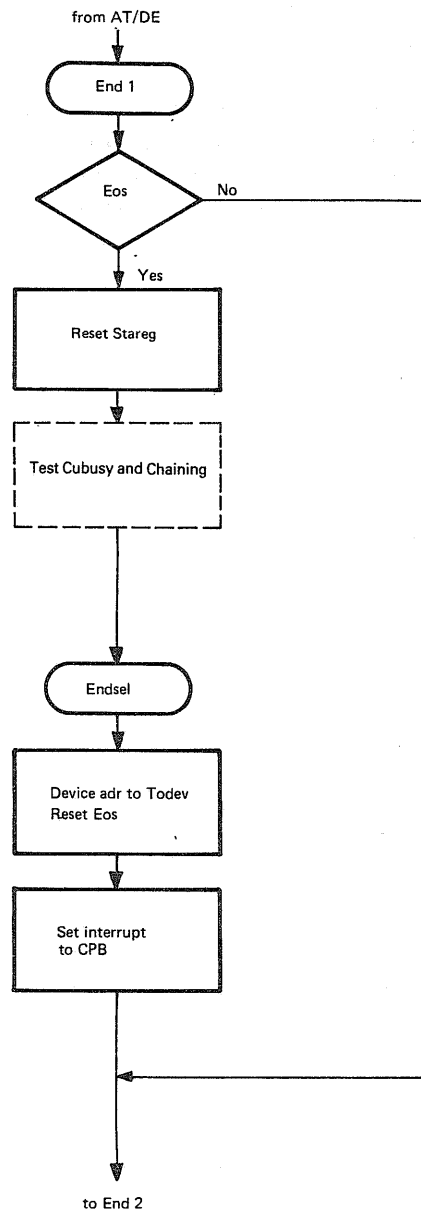 from AT/DE
End 1
Eos
No
Yes
Reset Stareg
Test Cubusy and Chaining
Endsel
Device adr to Todev
Reset Eos
Set interrupt
to CPB
to End 2